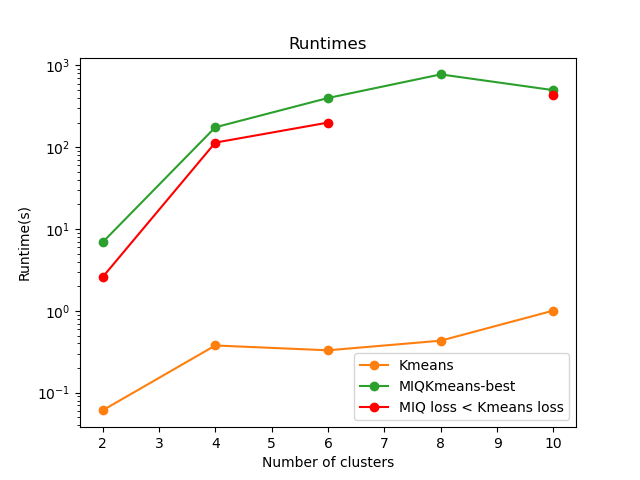 Runtimes
10³
10²
10¹
10⁰
10⁻¹
Runtime(s)
Kmeans
MIQKmeans-best
MIQ loss < Kmeans loss
2 3 4 5 6 7 8 9 10
Number of clusters